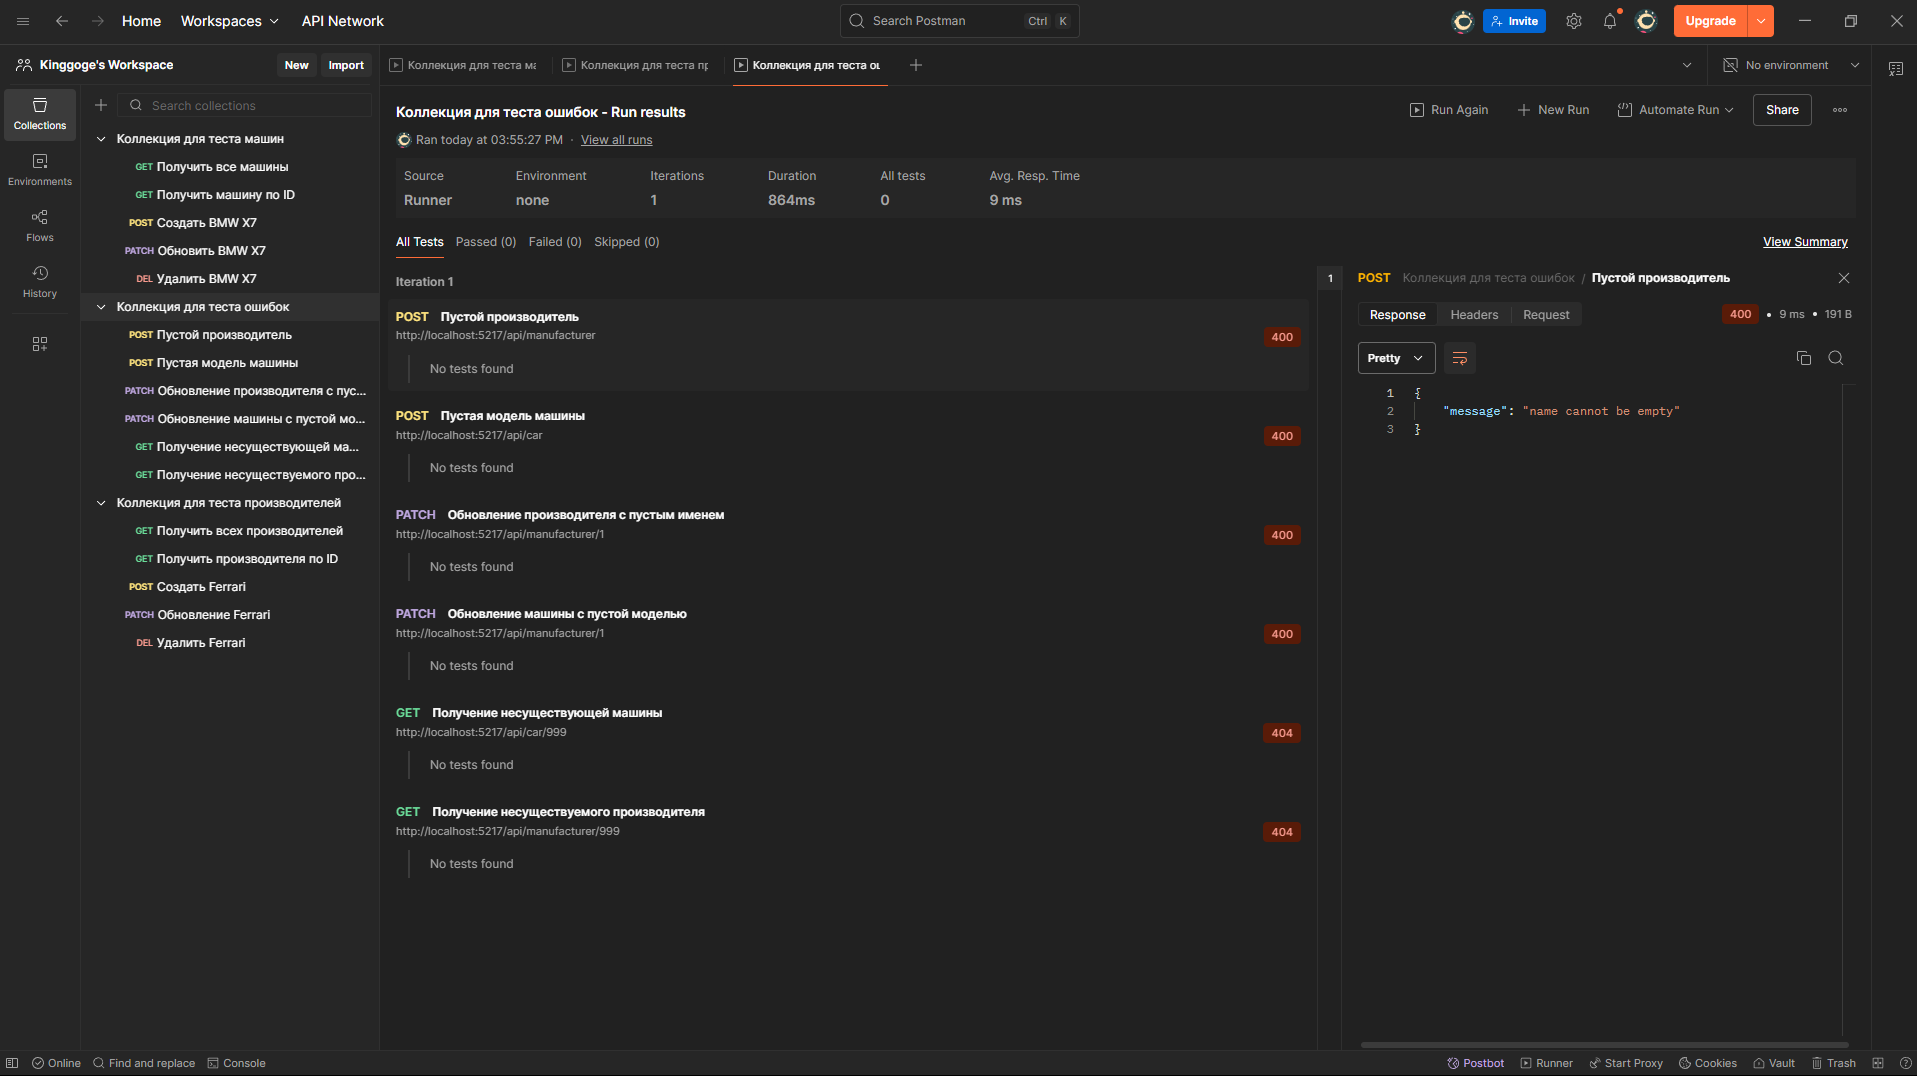 Home Workspaces API Network
Search Postman Ctrl K
Invite Upgrade
Kinggoge's Workspace New Import
Collections
Environments
Flows
History
Search collections
Коллекция для теста машин
GET Получить все машины
GET Получить машину по ID
POST Создать BMW X7
PATCH Обновить BMW X7
DEL Удалить BMW X7
Коллекция для теста ошибок
POST Пустой производитель
POST Пустая модель машины
PATCH Обновление производителя с пус...
PATCH Обновление машины с пустой мо...
GET Получение несуществующей ма...
GET Получение несуществуемого про...
Коллекция для теста производителей
GET Получить всех производителей
GET Получить производителя по ID
POST Создать Ferrari
PATCH Обновление Ferrari
DEL Удалить Ferrari
Коллекция для теста ма Коллекция для теста пр Коллекция для теста ош
No environment
Коллекция для теста ошибок - Run results
Run Again New Run Automate Run Share
Ran today at 03:55:27 PM · View all runs
Source Environment Iterations Duration All tests Avg. Resp. Time
Runner none 1 864ms 0 9 ms
All Tests Passed (0) Failed (0) Skipped (0) View Summary
Iteration 1
POST Пустой производитель
http://localhost:5217/api/manufacturer
400
No tests found
POST Пустая модель машины
http://localhost:5217/api/car
400
No tests found
PATCH Обновление производителя с пустым именем
http://localhost:5217/api/manufacturer/1
400
No tests found
PATCH Обновление машины с пустой моделью
http://localhost:5217/api/manufacturer/1
400
No tests found
GET Получение несуществующей машины
http://localhost:5217/api/car/999
404
No tests found
GET Получение несуществуемого производителя
http://localhost:5217/api/manufacturer/999
404
No tests found
1
POST Коллекция для теста ошибок / Пустой производитель
Response Headers Request 400 • 9 ms • 191 B
Pretty
1 {
2 "message": "name cannot be empty"
3 }
Online Find and replace Console
Postbot Runner Start Proxy Cookies Vault Trash